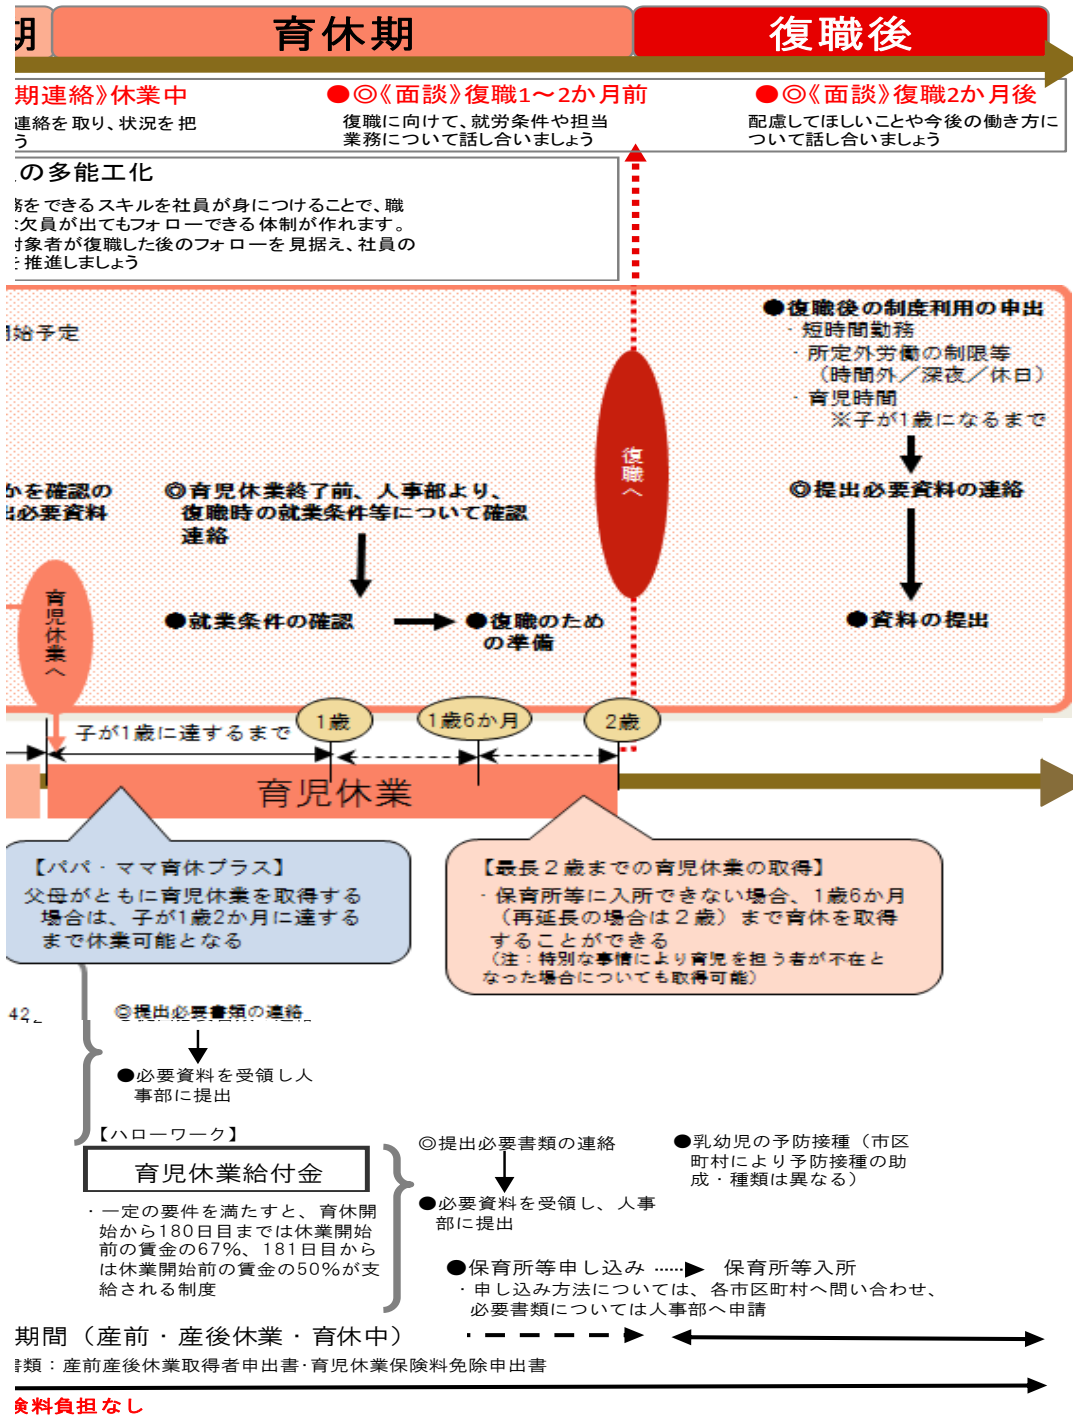 期
育休期
復職後
期連絡》休業中
連絡を取り、状況を把
う
●◎《面談》復職1～2か月前
復職に向けて、就労条件や担当
業務について話し合いましょう
●◎《面談》復職2か月後
配慮してほしいことや今後の働き方に
ついて話し合いましょう
の多能工化
務をできるスキルを社員が身につけることで、職
欠員が出てもフォローできる体制が作れます。
対象者が復職した後のフォローを見据え、社員の
推進しましょう
開始予定
●復職後の制度利用の申出
・短時間勤務
・所定外労働の制限等
（時間外／深夜／休日）
・育児時間
※子が1歳になるまで
復職へ
かを確認の
出必要資料
◎育児休業終了前、人事部より、
復職時の就業条件等について確認
連絡
◎提出必要資料の連絡
育児休業へ
●就業条件の確認
●復職のため
の準備
●資料の提出
子が1歳に達するまで
1歳
1歳6か月
2歳
育児休業
【パパ・ママ育休プラス】
父母がともに育児休業を取得する
場合は、子が1歳2か月に達する
まで休業可能となる
【最長２歳までの育児休業の取得】
・保育所等に入所できない場合、1歳6か月
（再延長の場合は２歳）まで育休を取得
することができる
（注：特別な事情により育児を担う者が不在と
なった場合についても取得可能）
42
◎提出必要書類の連絡
●必要資料を受領し人
事部に提出
【ハローワーク】
育児休業給付金
・一定の要件を満たすと、育休開
始から180日目までは休業開始
前の賃金の67%、181日目から
は休業開始前の賃金の50%が支
給される制度
◎提出必要書類の連絡
●必要資料を受領し、人事
部に提出
●乳幼児の予防接種（市区
町村により予防接種の助
成・種類は異なる）
●保育所等申し込み
保育所等入所
・申し込み方法については、各市区町村へ問い合わせ、
必要書類については人事部へ申請
期間（産前・産後休業・育休中）
書類：産前産後休業取得者申出書・育児休業保険料免除申出書
険料負担なし